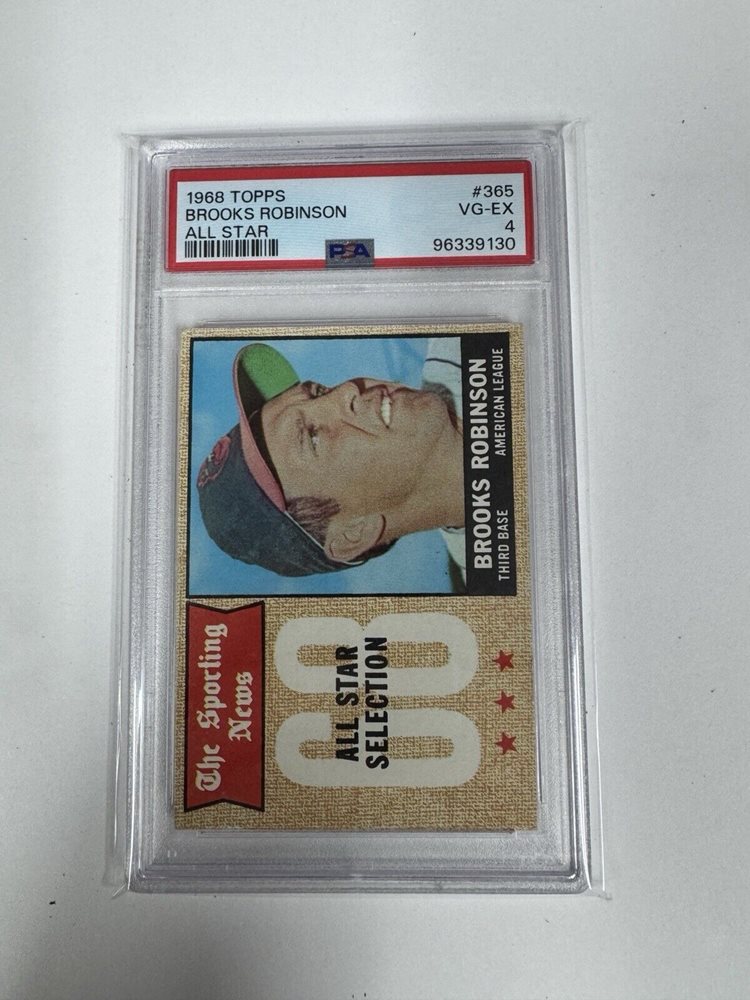 1968 TOPPS
BROOKS ROBINSON
ALL STAR
#365
VG-EX
4
96339130
PSA
The Sporting
News
68
ALL STAR
SELECTION
BROOKS ROBINSON
THIRD BASE AMERICAN LEAGUE